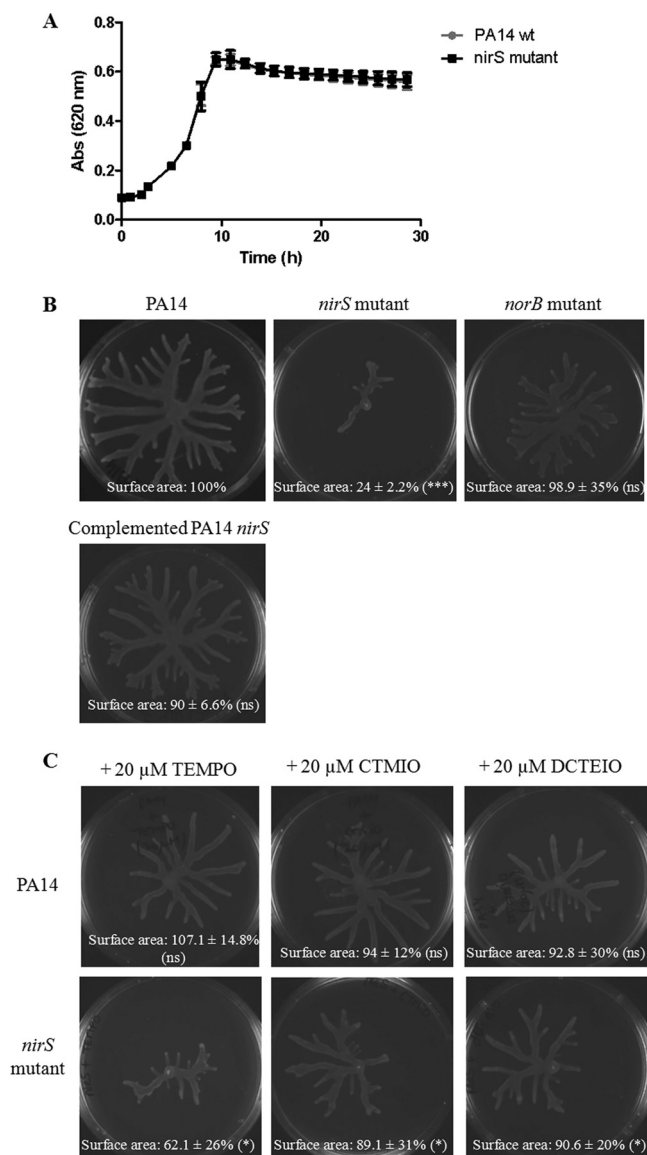 A
PA14 wt
nirS mutant
Abs (620 nm)
0.8
0.6
0.4
0.2
0.0
0
10
20
30
Time (h)
B
PA14
nirS mutant
norB mutant
Surface area: 100%
Surface area: 24 ± 2.2% (***)
Surface area: 98.9 ± 35% (ns)
Complemented PA14 nirS
Surface area: 90 ± 6.6% (ns)
C
+ 20 µM TEMPO
+ 20 µM CTMIO
+ 20 µM DCTEIO
PA14
Surface area: 107.1 ± 14.8%
(ns)
Surface area: 94 ± 12% (ns)
Surface area: 92.8 ± 30% (ns)
nirS
mutant
Surface area: 62.1 ± 26% (*)
Surface area: 89.1 ± 31% (*)
Surface area: 90.6 ± 20% (*)